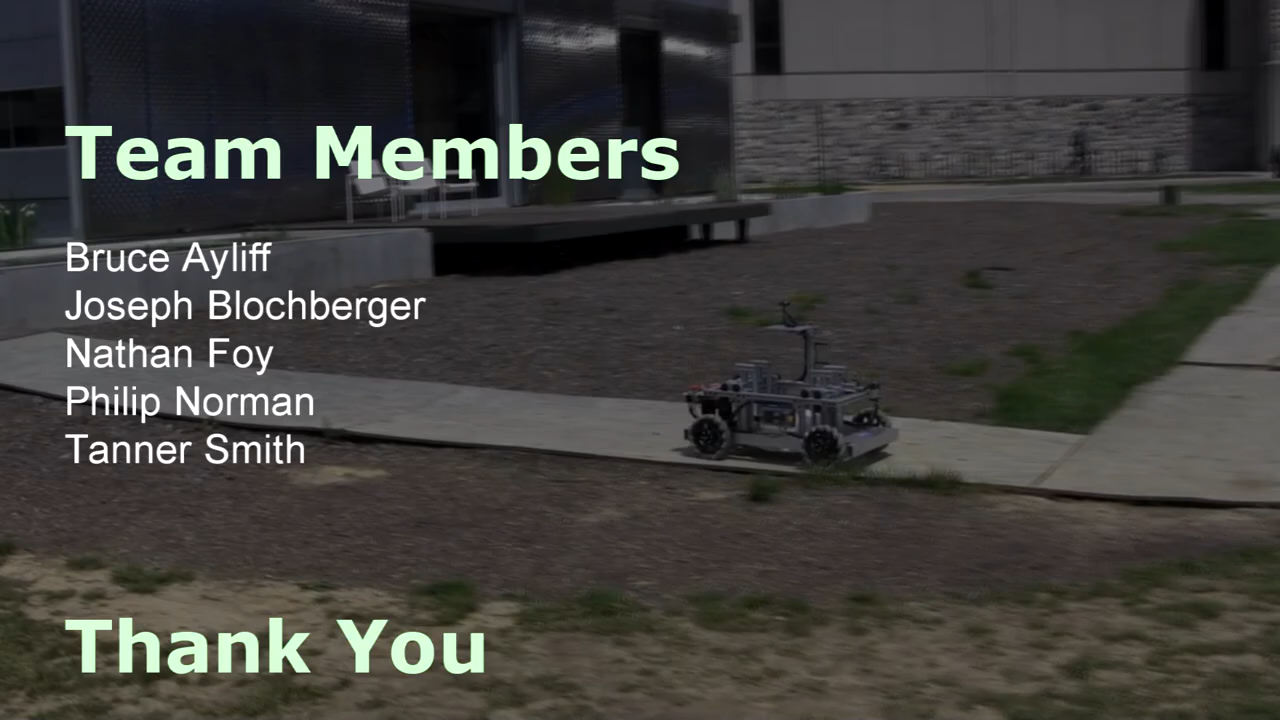 Team Members
Bruce Ayliff
Joseph Blochberger
Nathan Foy
Philip Norman
Tanner Smith
Thank You